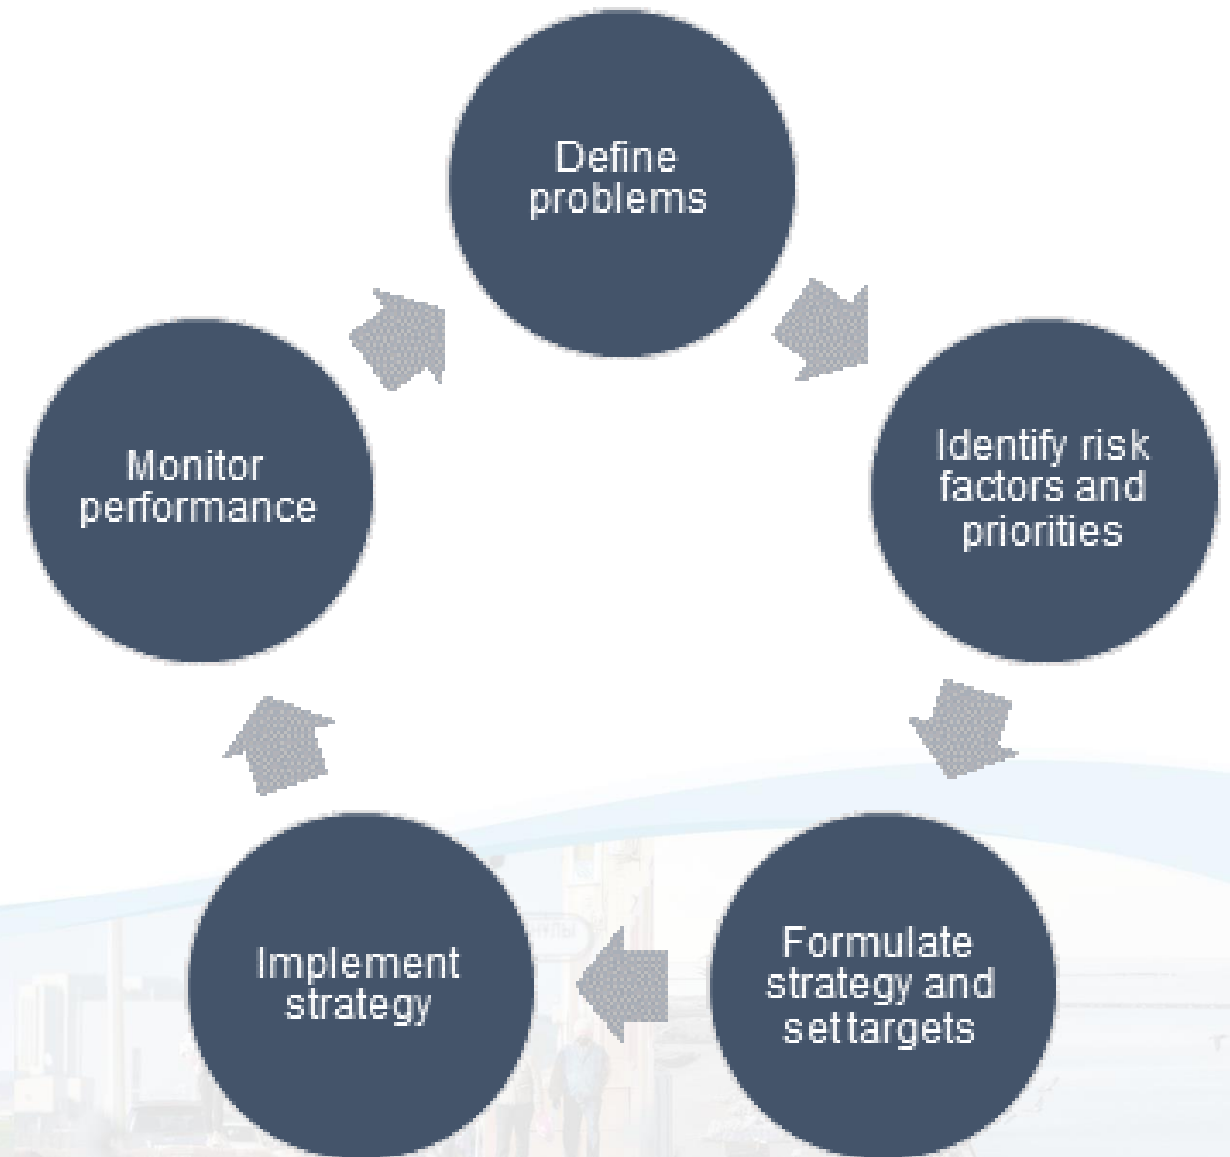 Define
problems
Identify risk
factors and
priorities
Formulate
strategy and
set targets
Implement
strategy
Monitor
performance